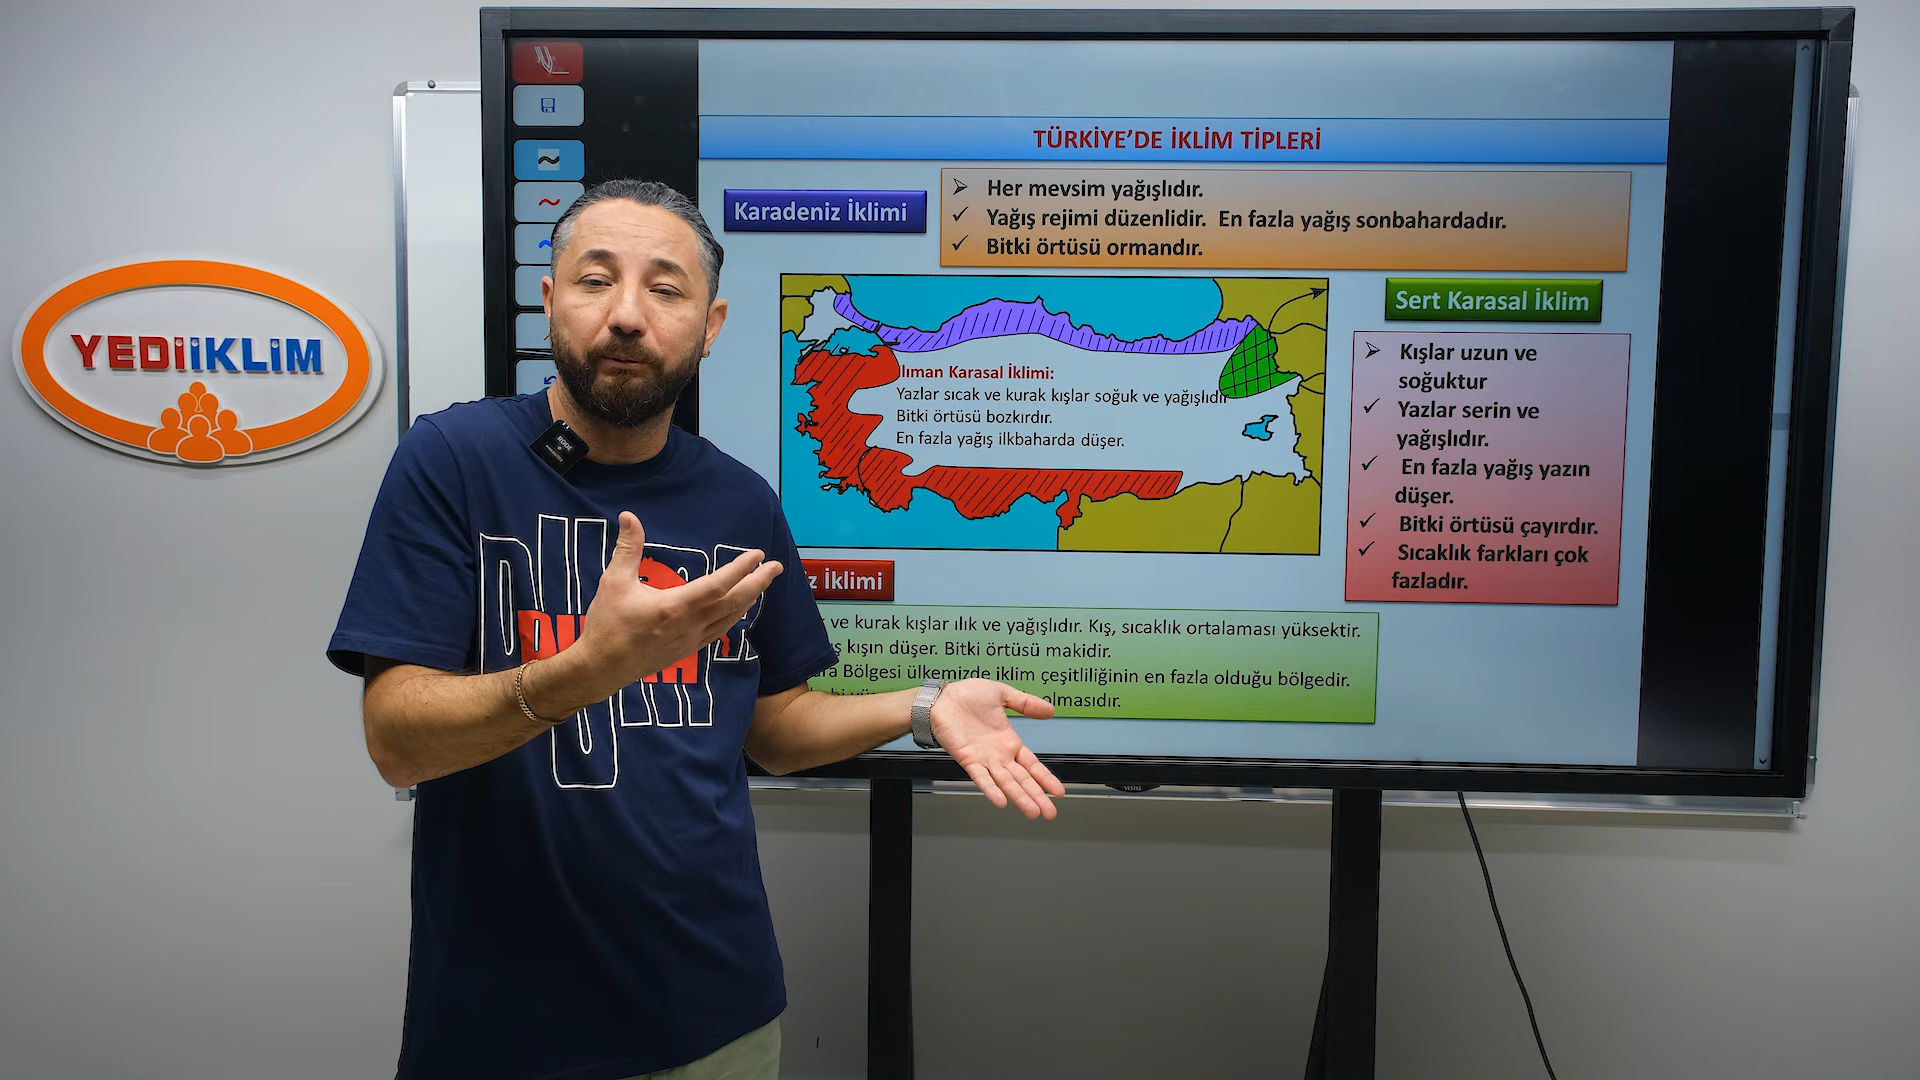 YEDİİKLİM
TÜRKİYE'DE İKLİM TİPLERİ
Karadeniz İklimi
Her mevsim yağışlıdır.
Yağış rejimi düzenlidir. En fazla yağış sonbahardadır.
Bitki örtüsü ormandır.
Sert Karasal İklim
Kışlar uzun ve
soğuktur
Yazlar serin ve
yağışlıdır.
En fazla yağış yazın
düşer.
Bitki örtüsü çayırdır.
Sıcaklık farkları çok
fazladır.
lıman Karasal İklimi:
Yazlar sıcak ve kurak kışlar soğuk ve yağışlıdır
Bitki örtüsü bozkırdır.
En fazla yağış ilkbaharda düşer.
z İklimi
ve kurak kışlar ılık ve yağışlıdır. Kış, sıcaklık ortalaması yüksektir.
ş kışın düşer. Bitki örtüsü makidir.
ara Bölgesi ülkemizde iklim çeşitliliğinin en fazla olduğu bölgedir.
olmasıdır.
RODE
VESTEL